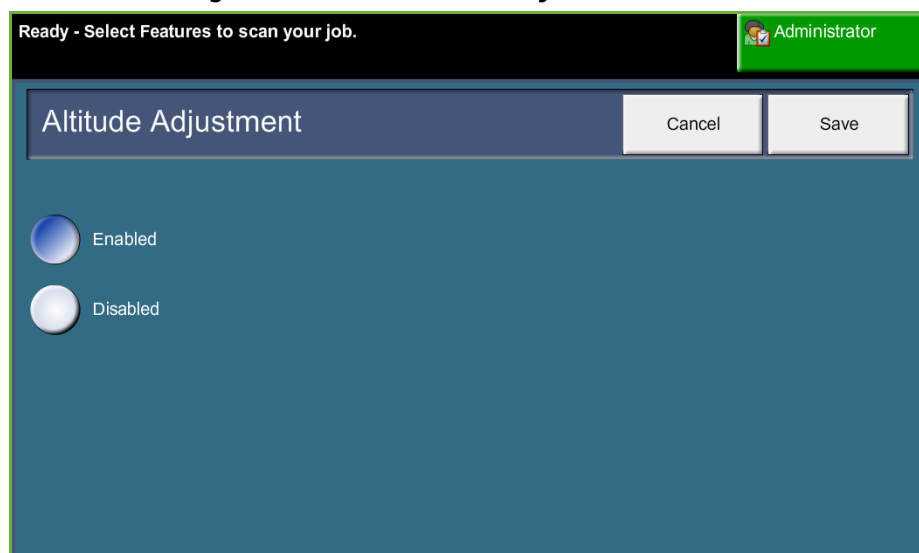 Ready - Select Features to scan your job.
Administrator
Altitude Adjustment
Cancel
Save
Enabled
Disabled